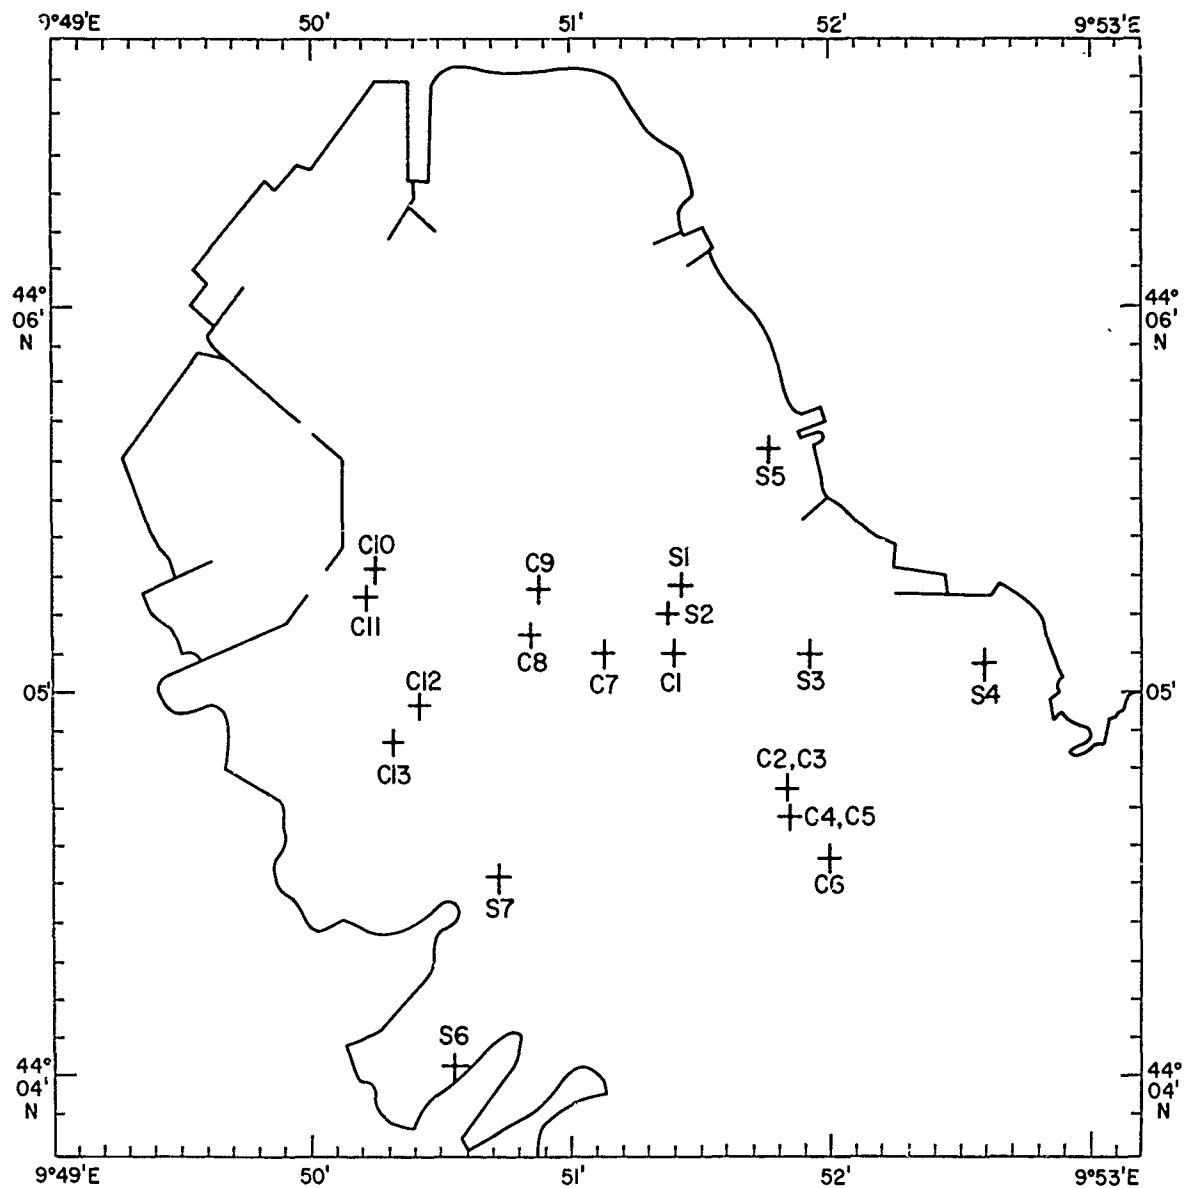 9°49'E 50' 51' 52' 9°53'E
44° 44°
06' 06'
N N
S5
C10
C9
S1
C11
S2
C8
C7
C1
S3
S4
C12
05' 05'
C13
C2,C3
C4,C5
C6
S7
S6
44° 44°
04' 04'
N N
9°49'E 50' 51' 52' 9°53'E